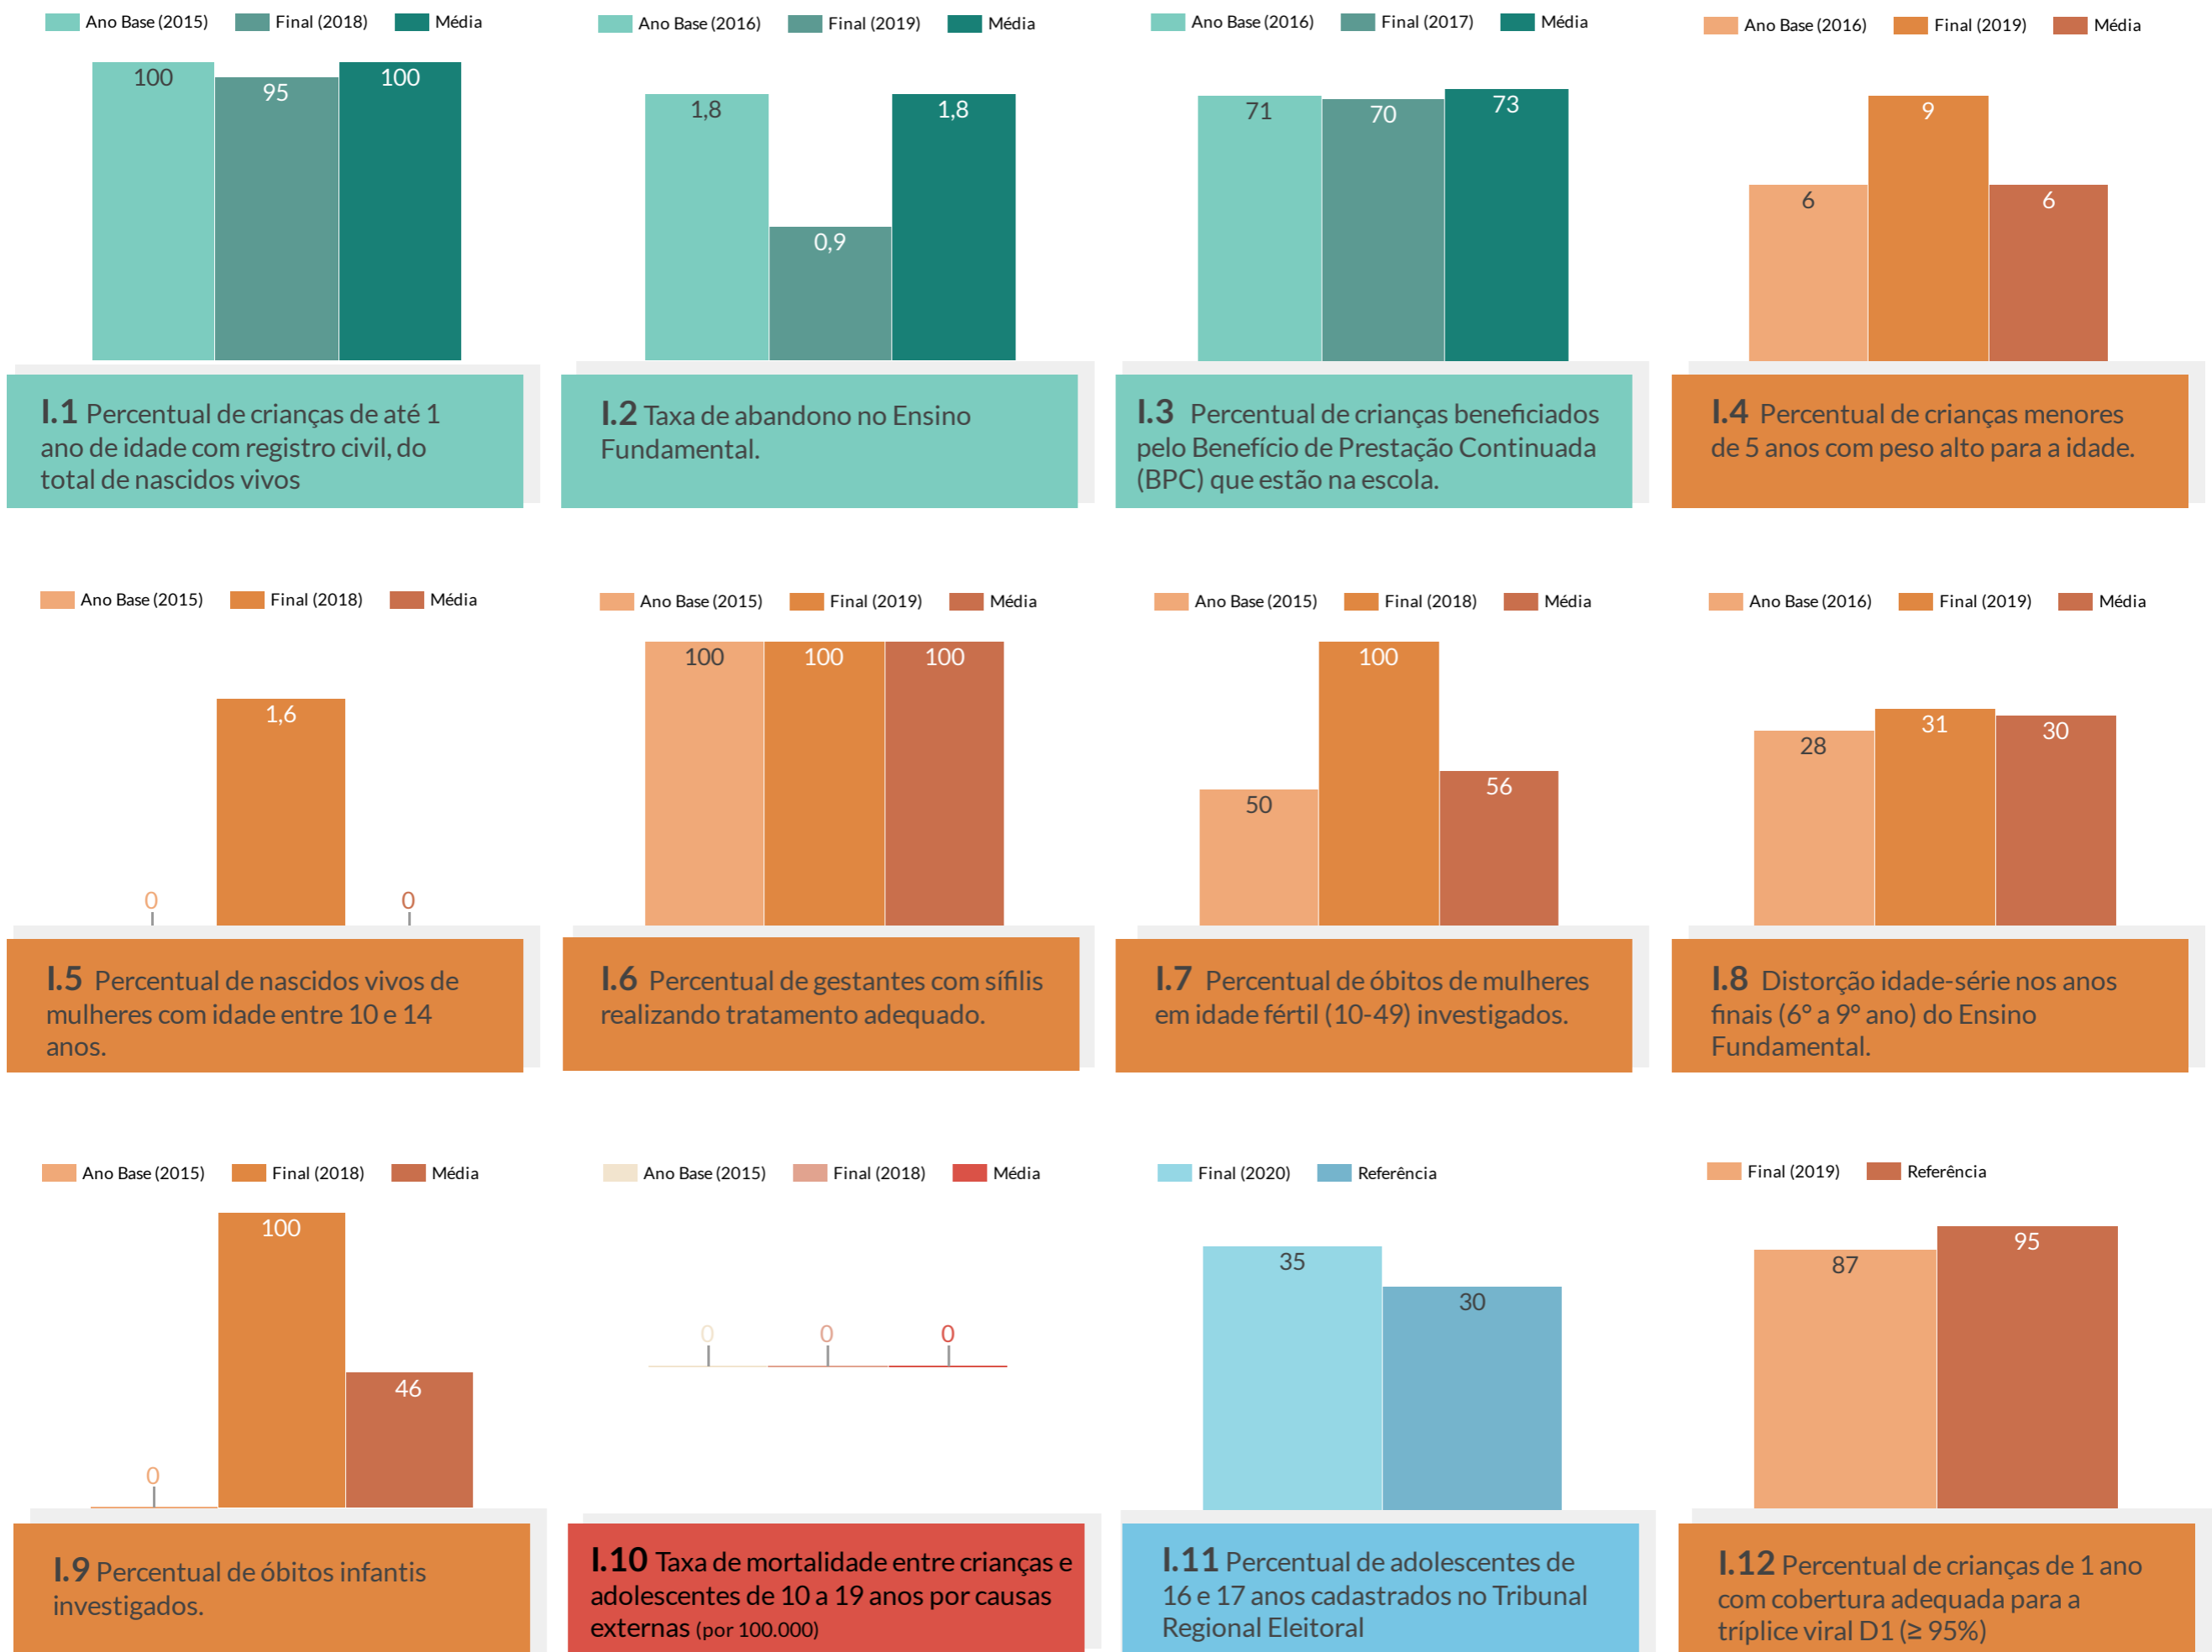 Ano Base (2015) Final (2018) Média
100 95 100
I.1 Percentual de crianças de até 1
ano de idade com registro civil, do
total de nascidos vivos
Ano Base (2016) Final (2019) Média
1,8 0,9 1,8
I.2 Taxa de abandono no Ensino
Fundamental.
Ano Base (2016) Final (2017) Média
71 70 73
I.3 Percentual de crianças beneficiados
pelo Benefício de Prestação Continuada
(BPC) que estão na escola.
Ano Base (2016) Final (2019) Média
6 9 6
I.4 Percentual de crianças menores
de 5 anos com peso alto para a idade.
Ano Base (2015) Final (2018) Média
0 1,6 0
I.5 Percentual de nascidos vivos de
mulheres com idade entre 10 e 14
anos.
Ano Base (2015) Final (2019) Média
100 100 100
I.6 Percentual de gestantes com sífilis
realizando tratamento adequado.
Ano Base (2015) Final (2018) Média
50 100 56
I.7 Percentual de óbitos de mulheres
em idade fértil (10-49) investigados.
Ano Base (2016) Final (2019) Média
28 31 30
I.8 Distorção idade-série nos anos
finais (6° a 9° ano) do Ensino
Fundamental.
Ano Base (2015) Final (2018) Média
0 100 46
I.9 Percentual de óbitos infantis
investigados.
Ano Base (2015) Final (2018) Média
0 0 0
I.10 Taxa de mortalidade entre crianças e
adolescentes de 10 a 19 anos por causas
externas (por 100.000)
Final (2020) Referência
35 30
I.11 Percentual de adolescentes de
16 e 17 anos cadastrados no Tribunal
Regional Eleitoral
Final (2019) Referência
87 95
I.12 Percentual de crianças de 1 ano
com cobertura adequada para a
tríplice viral D1 (≥ 95%)